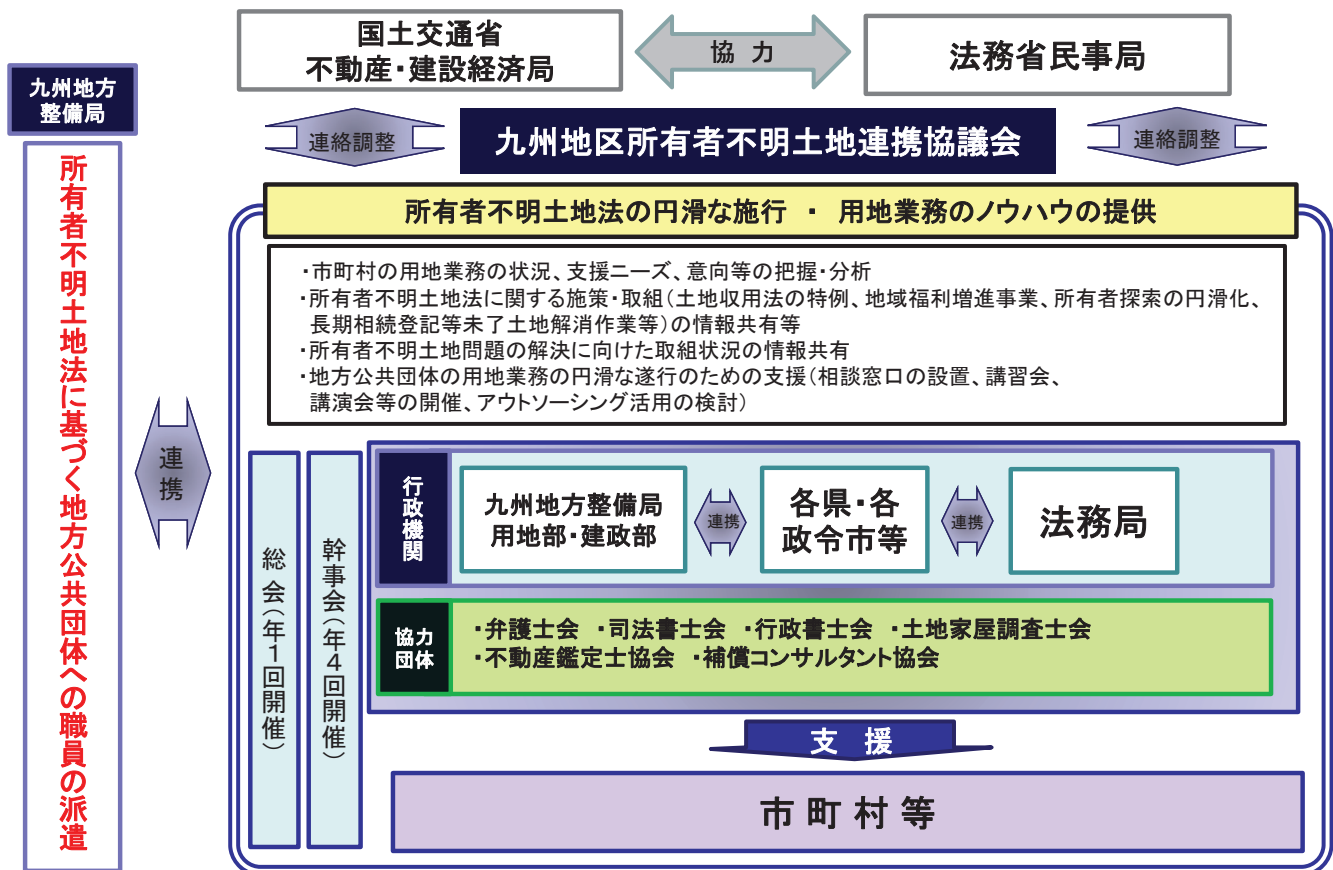 国土交通省
不動産・建設経済局
協 力
法務省民事局
九州地方
整備局
連絡調整
九州地区所有者不明土地連携協議会
連絡調整
所有者不明土地法に基づく地方公共団体への職員の派遣
連携
所有者不明土地法の円滑な施行 ・ 用地業務のノウハウの提供
・市町村の用地業務の状況、支援ニーズ、意向等の把握・分析
・所有者不明土地法に関する施策・取組(土地収用法の特例、地域福利増進事業、所有者探索の円滑化、
長期相続登記等未了土地解消作業等)の情報共有等
・所有者不明土地問題の解決に向けた取組状況の情報共有
・地方公共団体の用地業務の円滑な遂行のための支援(相談窓口の設置、講習会、
講演会等の開催、アウトソーシング活用の検討)
総会(年1回開催)
幹事会(年4回開催)
行政機関
九州地方整備局
用地部・建政部
連携
各県・各
政令市等
連携
法務局
協力
団体
・弁護士会 ・司法書士会 ・行政書士会 ・土地家屋調査士会
・不動産鑑定士協会 ・補償コンサルタント協会
支 援
市 町 村 等